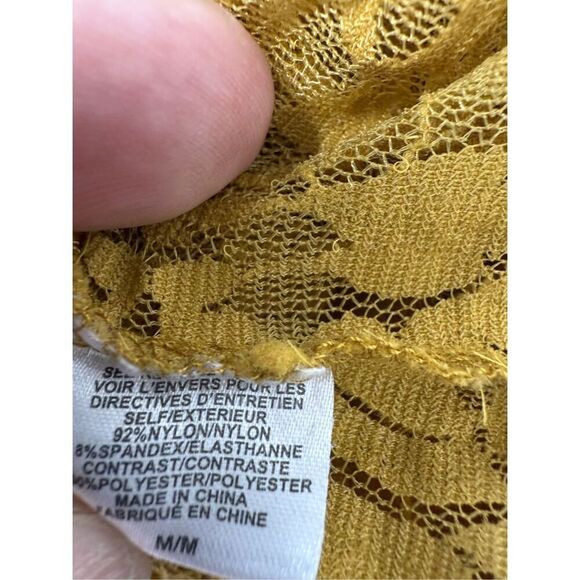 VOIR L'ENVERS POUR LES
DIRECTIVES D'ENTRETIEN
SELF/EXTERIEUR
92%NYLON/NYLON
8%SPANDEX/ELASTHANNE
CONTRAST/CONTRASTE
POLYESTER/POLYESTER
MADE IN CHINA
FABRIQUÉ EN CHINE
M/M